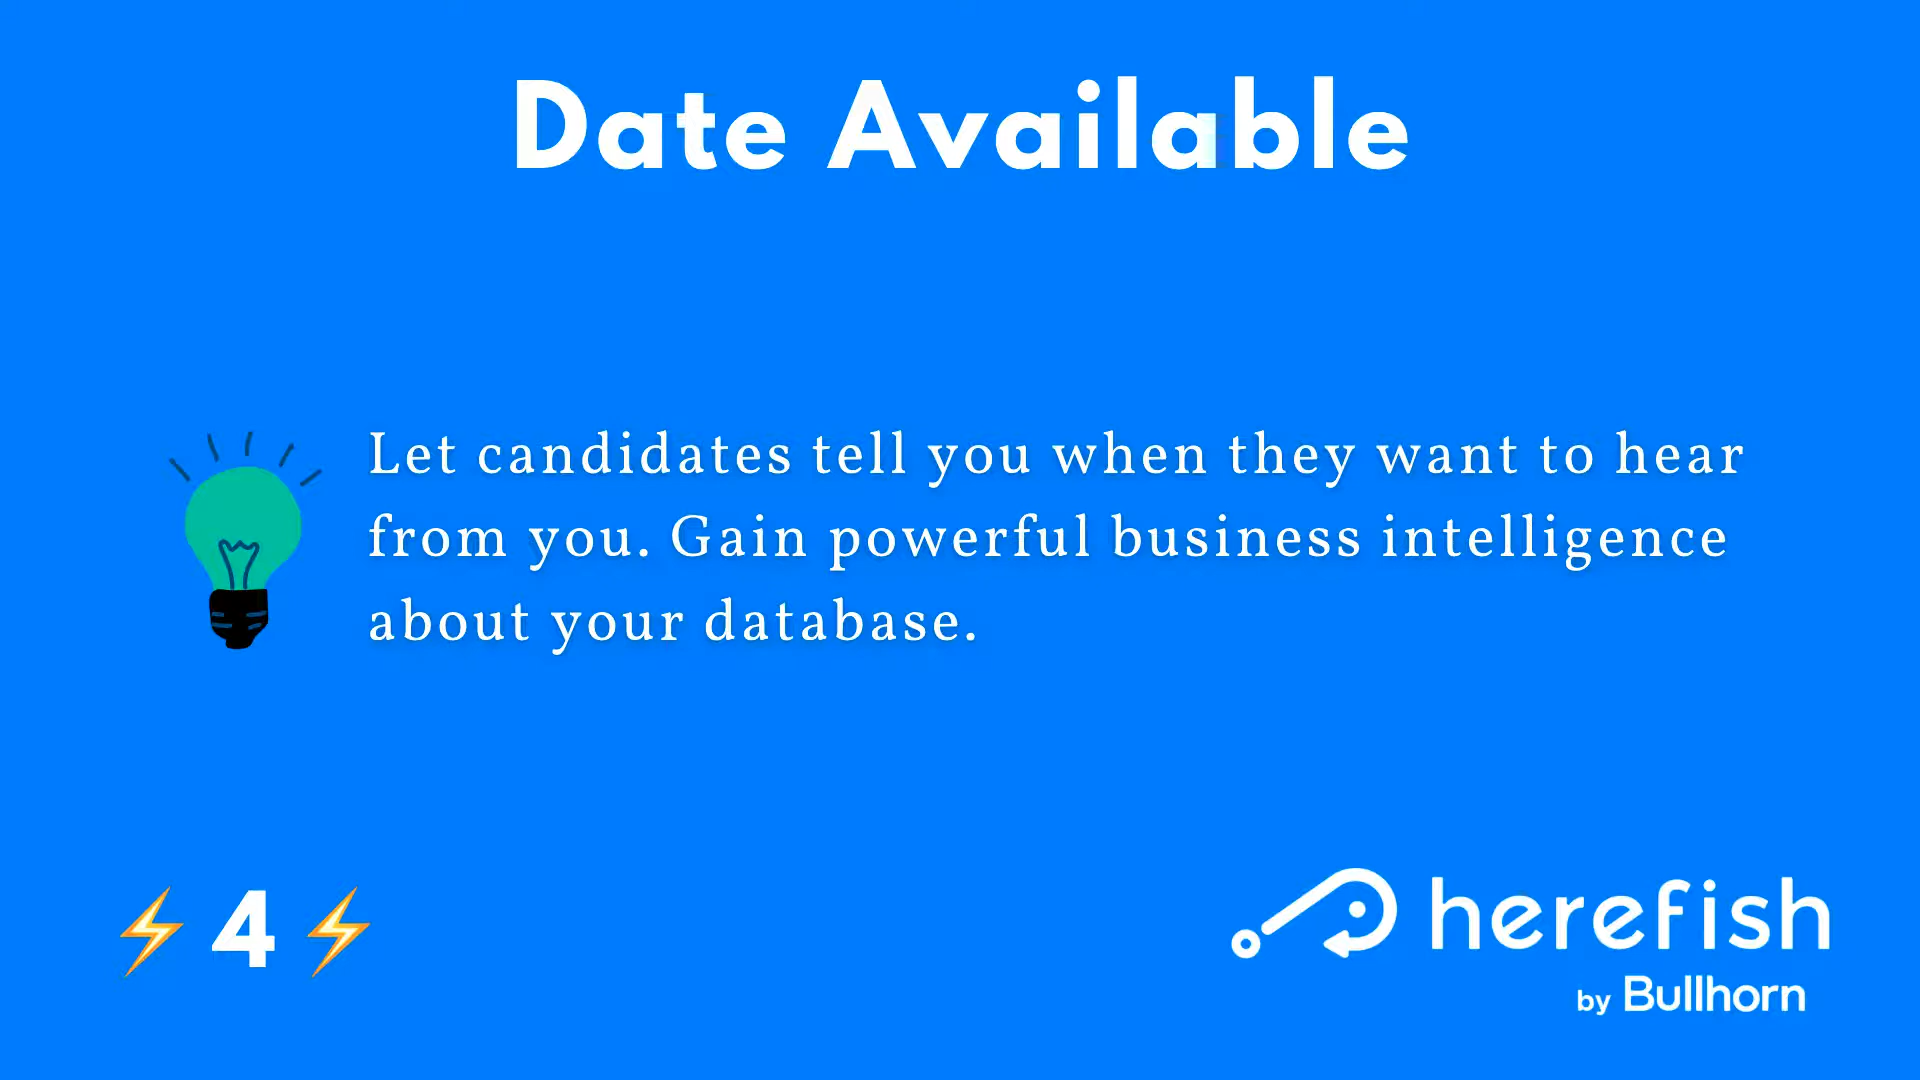 Date Available
Let candidates tell you when they want to hear
from you. Gain powerful business intelligence
about your database.
⚡ 4 ⚡
herefish
by Bullhorn